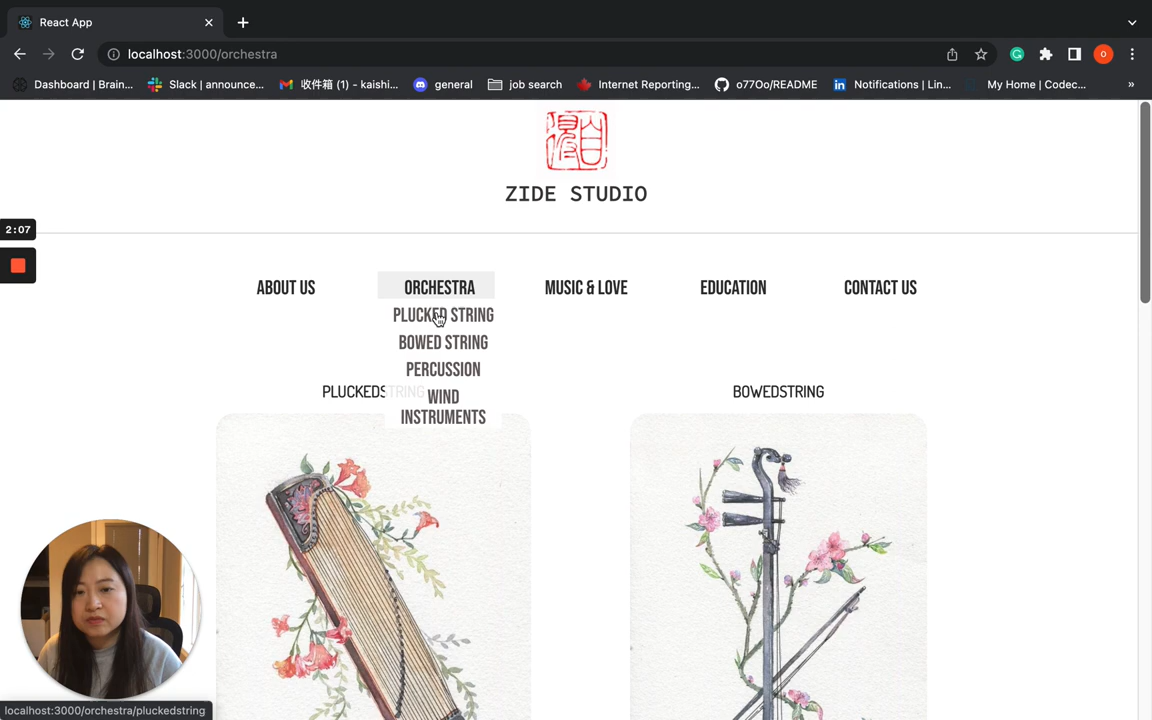 React App
localhost:3000/orchestra
Dashboard | Brain...
Slack | announce...
收件箱 (1) - kaishi...
general
job search
Internet Reporting...
o77Oo/README
Notifications | Lin...
My Home | Codec...
»
ZIDE STUDIO
2:07
ABOUT US
ORCHESTRA
MUSIC & LOVE
EDUCATION
CONTACT US
PLUCKED STRING
BOWED STRING
PERCUSSION
WIND
INSTRUMENTS
PLUCKEDSTRING
BOWEDSTRING
localhost:3000/orchestra/pluckedstring